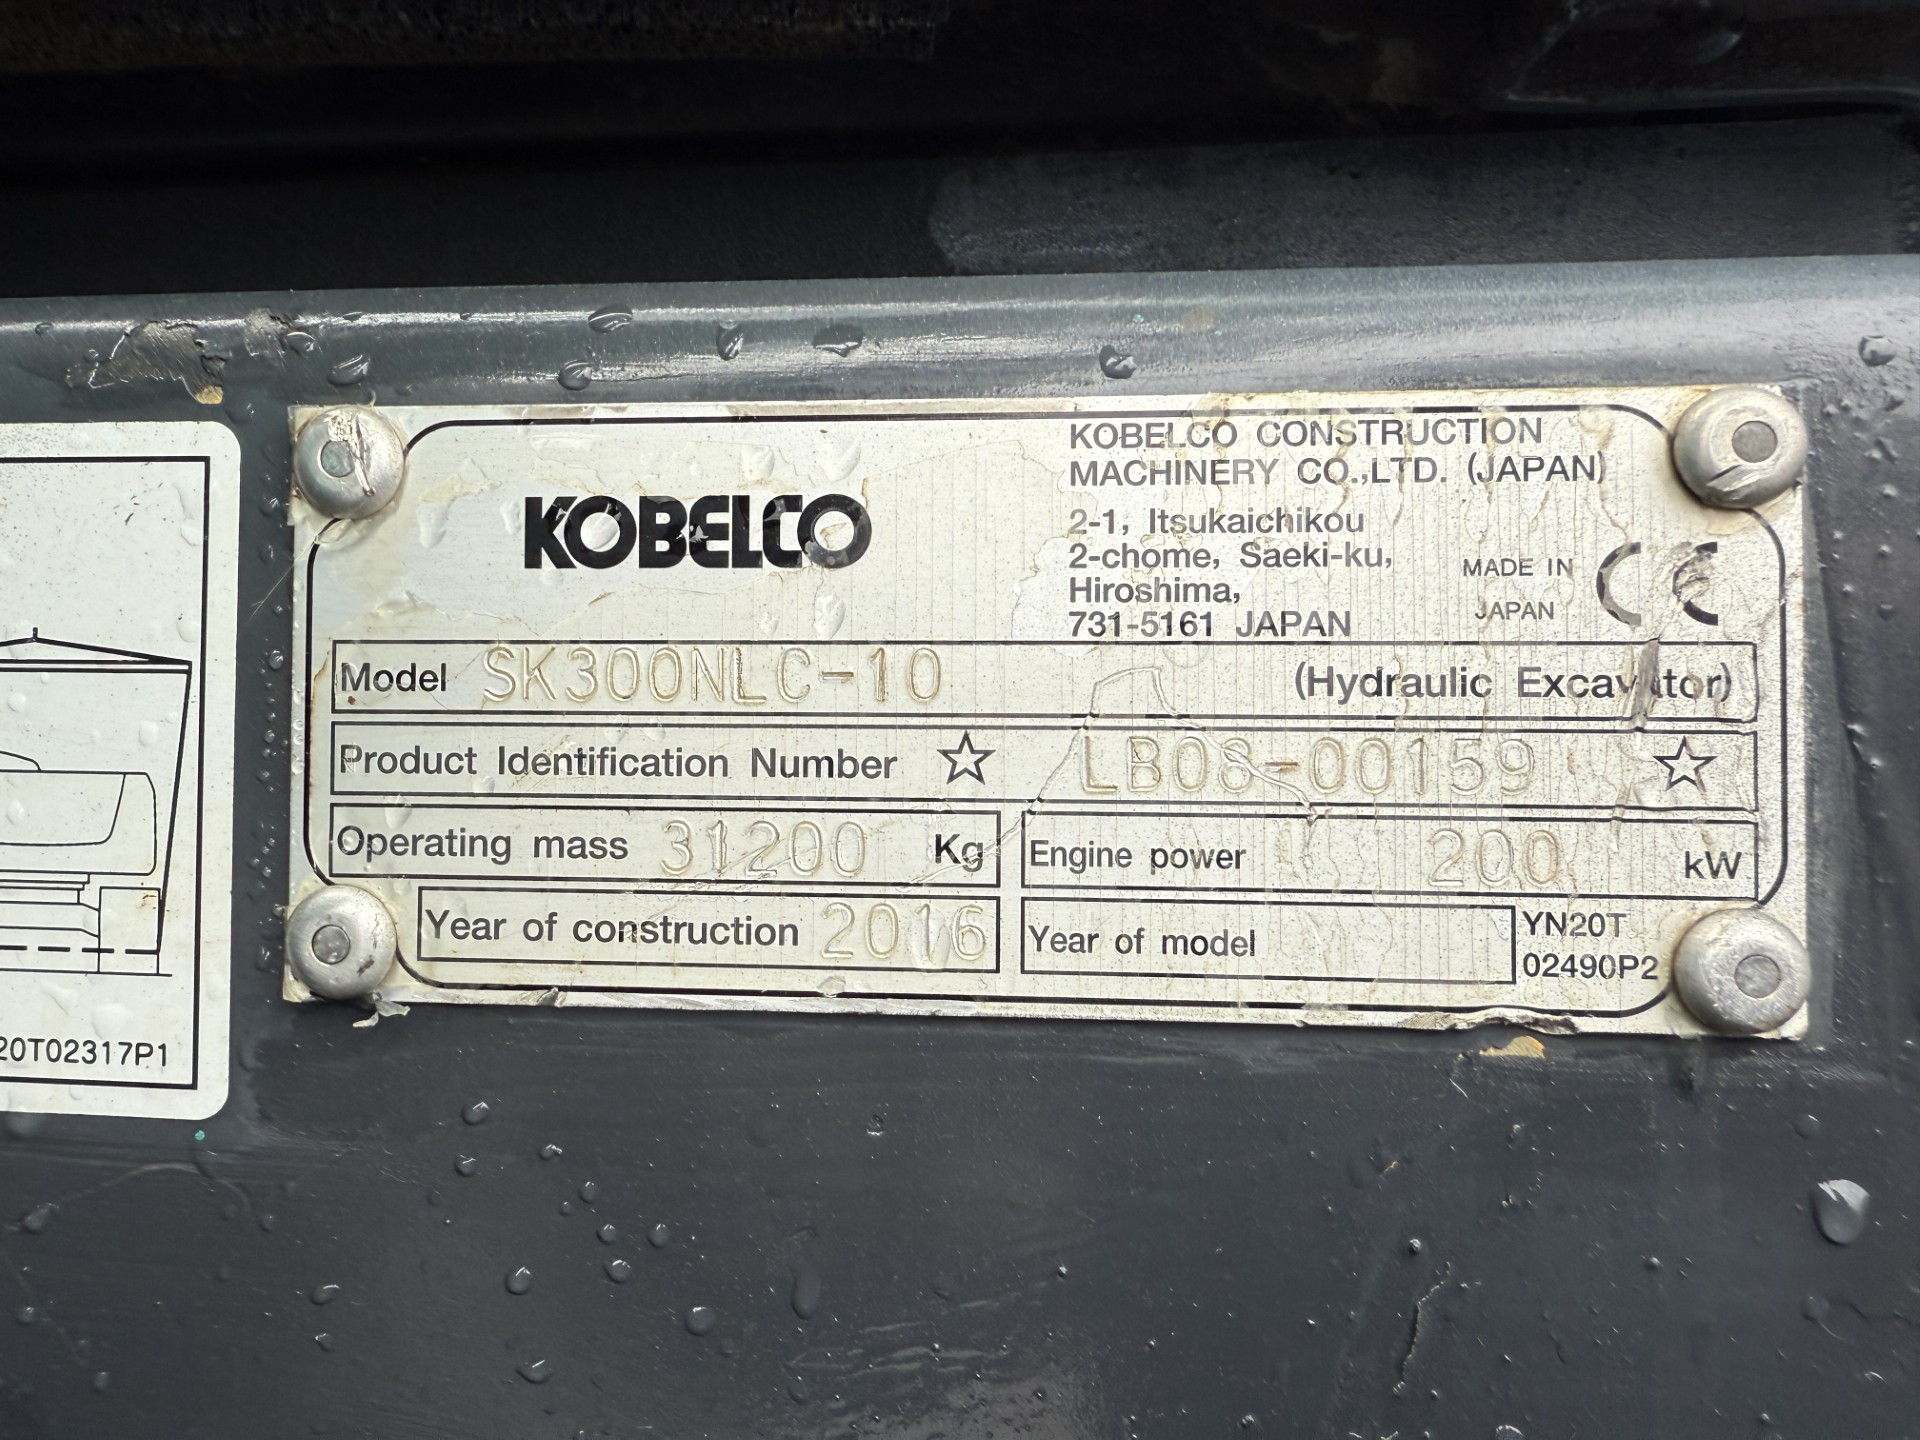 KOBELCO
KOBELCO CONSTRUCTION
MACHINERY CO.,LTD. (JAPAN)
2-1, Itsukaichikou
2-chome, Saeki-ku,
Hiroshima,
731-5161 JAPAN
MADE IN
JAPAN
CE
Model SK300NLC-10 (Hydraulic Excavator)
Product Identification Number ☆ LB08-00159 ☆
Operating mass 31200 Kg
Engine power 200 kW
Year of construction 2016
Year of model
YN20T
02490P2
20T02317P1